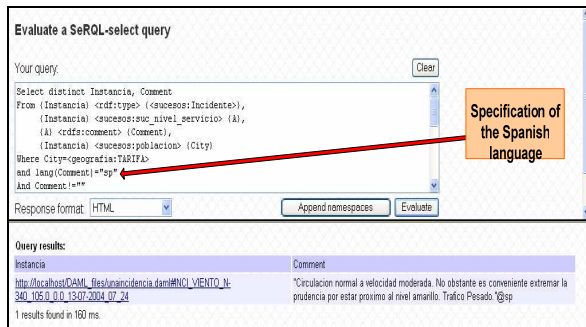 Evaluate a SeRQL-select query
Your query:
Clear
Select distinct Instancia, Comment
From {Instancia} <rdf:type> {<sucesos:Incidente>},
{Instancia} <sucesos:suc_nivel_servicio> {A},
{A} <rdfs:comment> {Comment},
{Instancia} <sucesos:poblacion> {City}
Where City=<geografia:TARIFA>
and lang(Comment)="sp"
And Comment!=""
Specification of
the Spanish
language
Response format: HTML
Append namespaces
Evaluate
Query results:
Instancia
Comment
http://localhost/DAML_files/unaincidencia.daml#INCI_VIENTO_N-
340_105.0_0.0_13-07-2004_07_24
"Circulacion normal a velocidad moderada. No obstante es conveniente extremar la
prudencia por estar proximo al nivel amarillo. Trafico Pesado."@sp
1 results found in 160 ms.